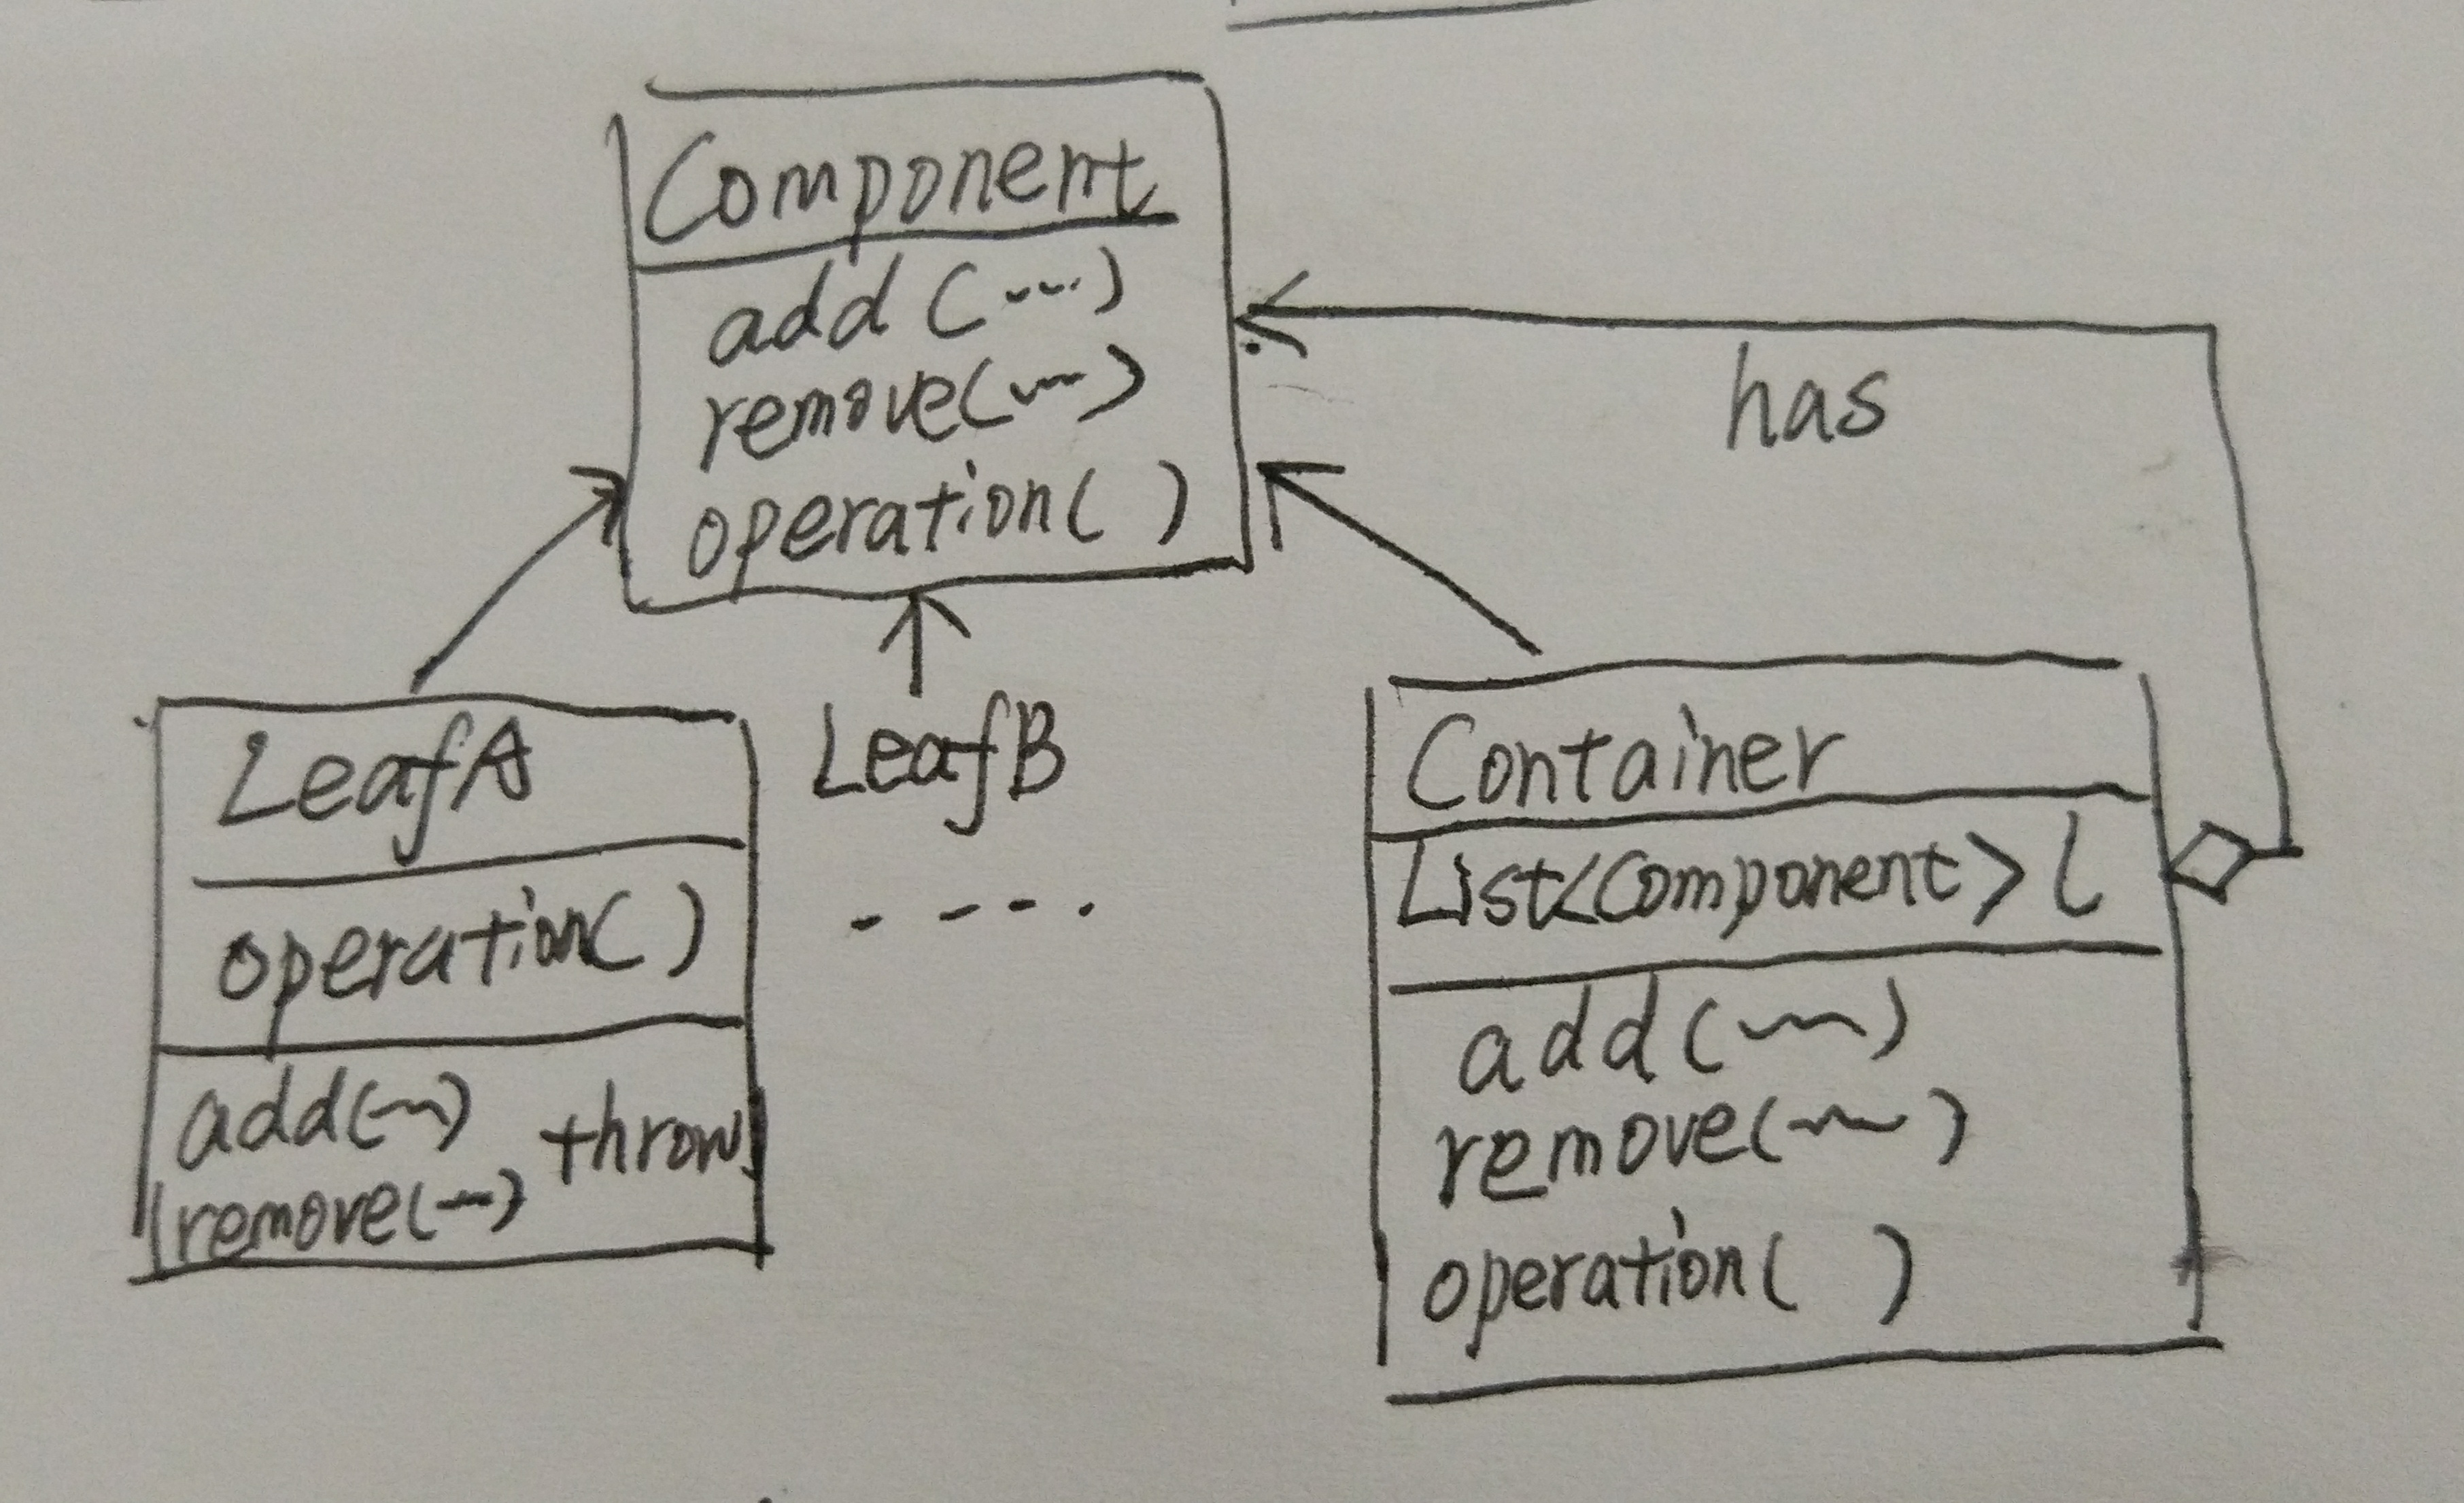 Component
add(---)
remove(~~)
operation( )
has
LeafA
operation( )
add(~~)
remove(~~)
throw
LeafB
- - - -
Container
List<Component> l
add(~~)
remove(~~)
operation( )